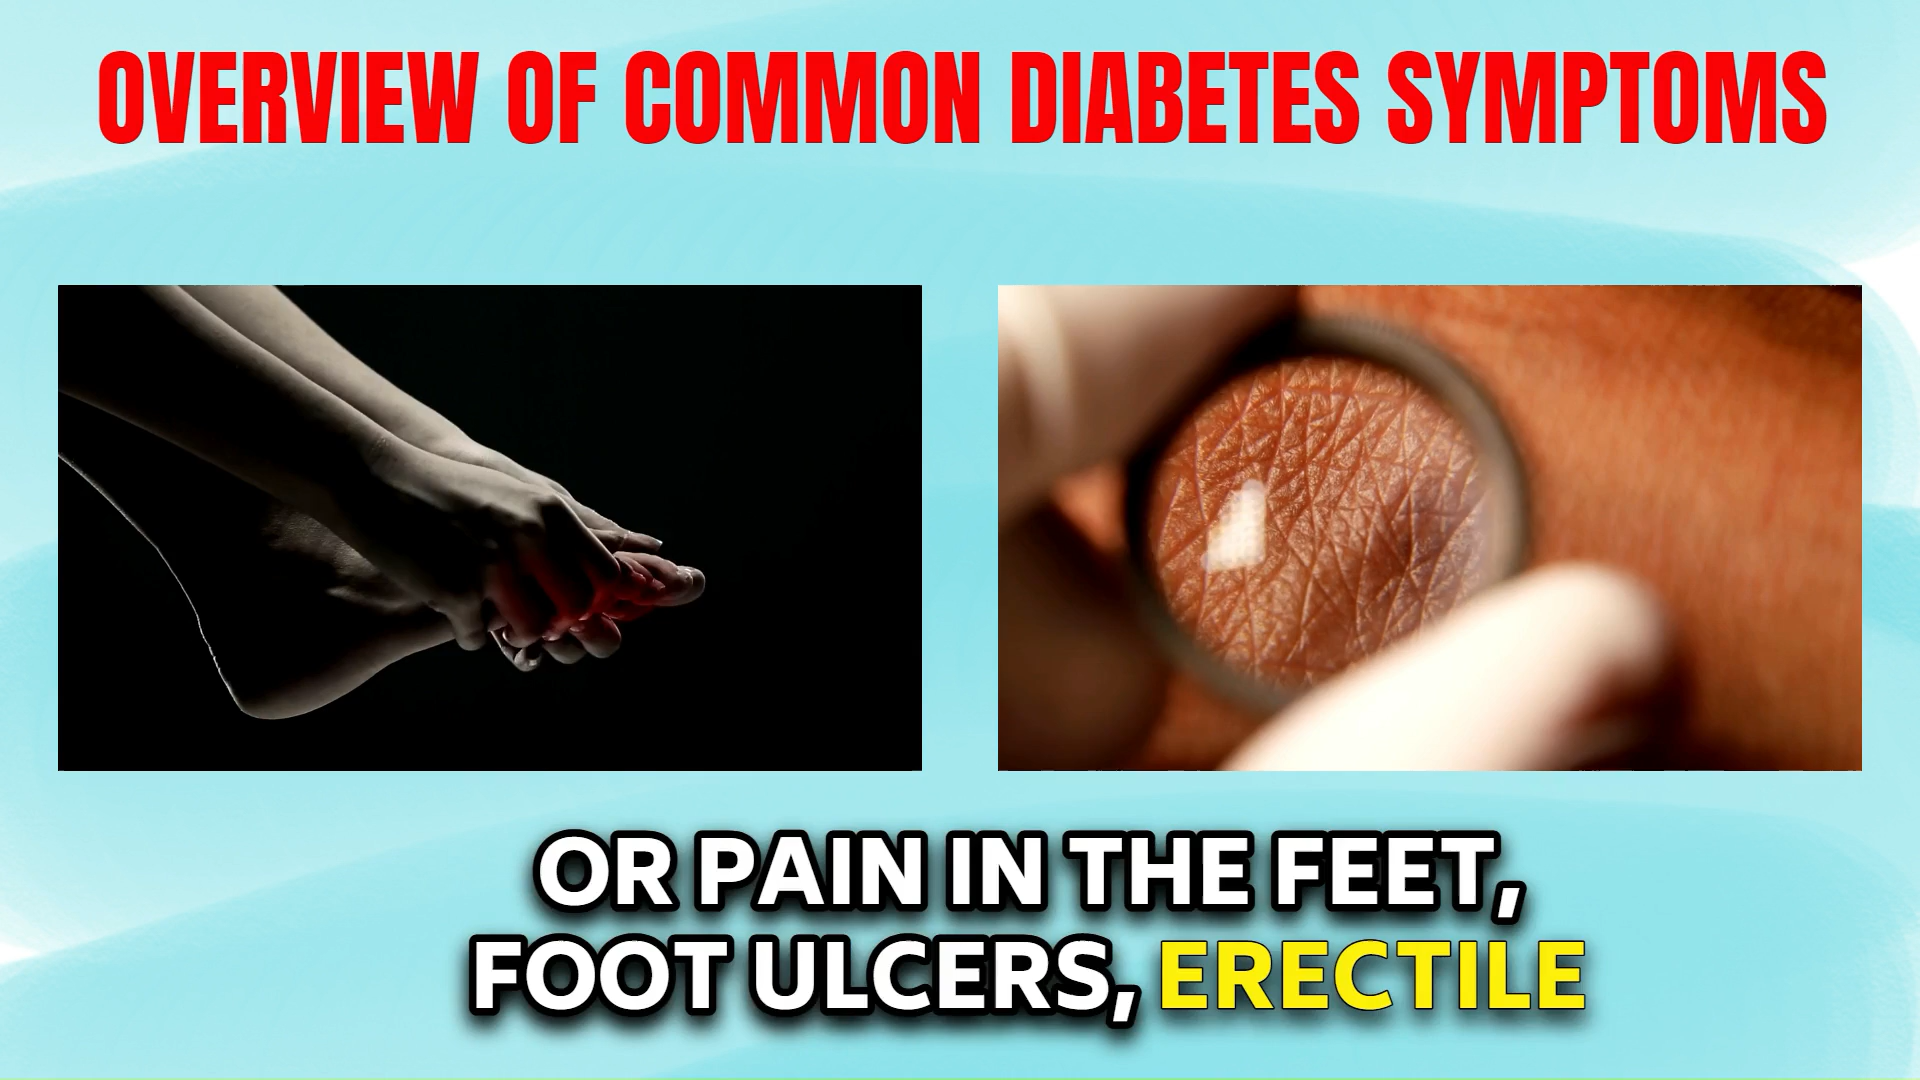 OVERVIEW OF COMMON DIABETES SYMPTOMS
OR PAIN IN THE FEET,
FOOT ULCERS, ERECTILE